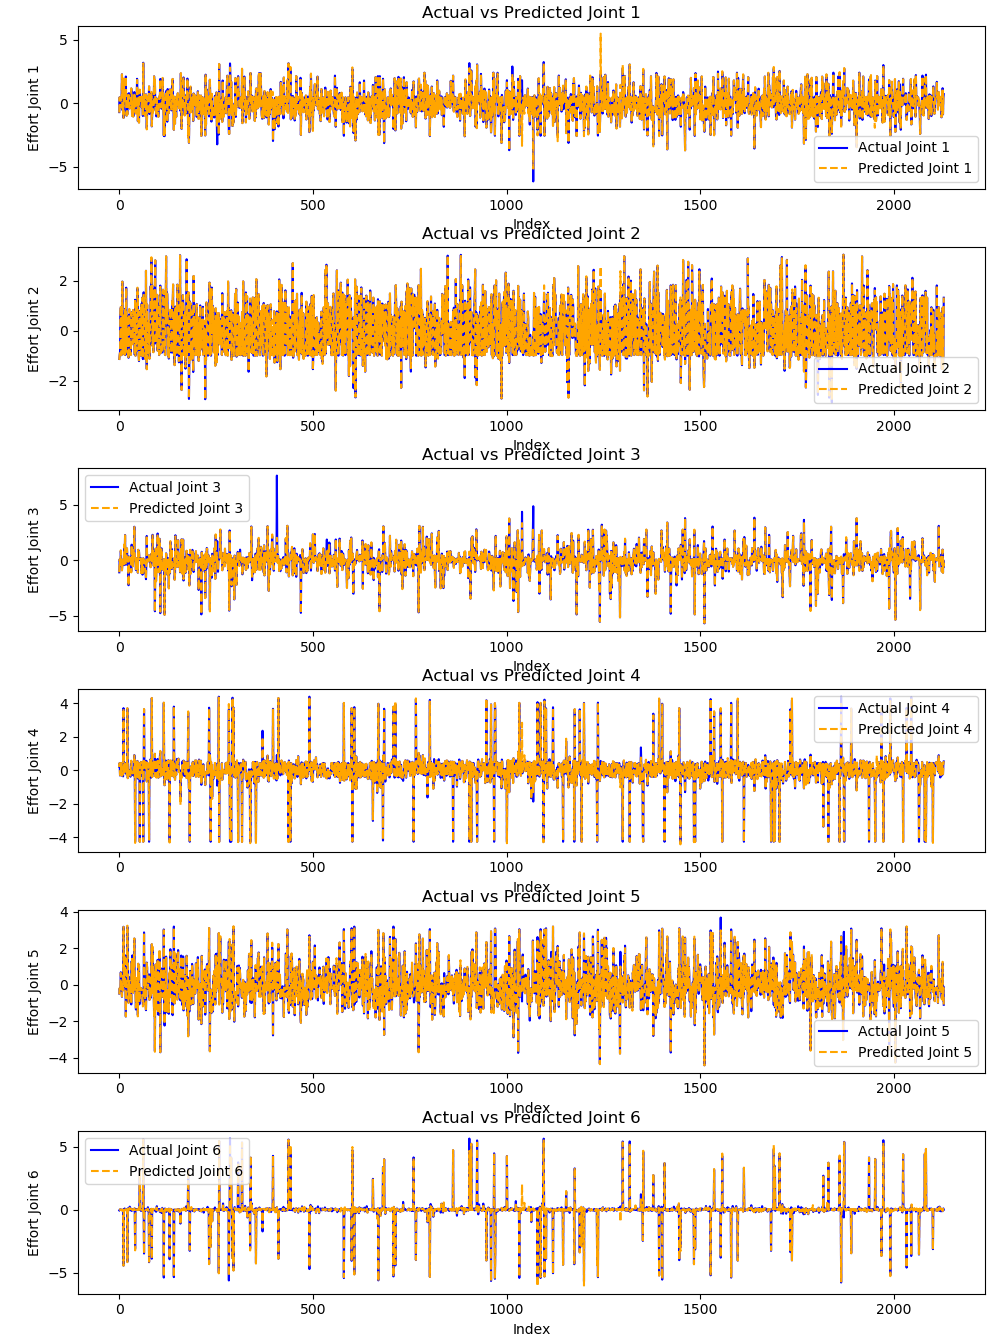 Actual vs Predicted Joint 1
Effort Joint 1
5
0
−5
Actual Joint 1
Predicted Joint 1
0 500 1000 1500 2000
Index
Actual vs Predicted Joint 2
Effort Joint 2
2
0
−2
Actual Joint 2
Predicted Joint 2
0 500 1000 1500 2000
Index
Actual vs Predicted Joint 3
Effort Joint 3
5
0
−5
Actual Joint 3
Predicted Joint 3
0 500 1000 1500 2000
Index
Actual vs Predicted Joint 4
Effort Joint 4
4
2
0
−2
−4
Actual Joint 4
Predicted Joint 4
0 500 1000 1500 2000
Index
Actual vs Predicted Joint 5
Effort Joint 5
4
2
0
−2
−4
Actual Joint 5
Predicted Joint 5
0 500 1000 1500 2000
Index
Actual vs Predicted Joint 6
Effort Joint 6
5
0
−5
Actual Joint 6
Predicted Joint 6
0 500 1000 1500 2000
Index